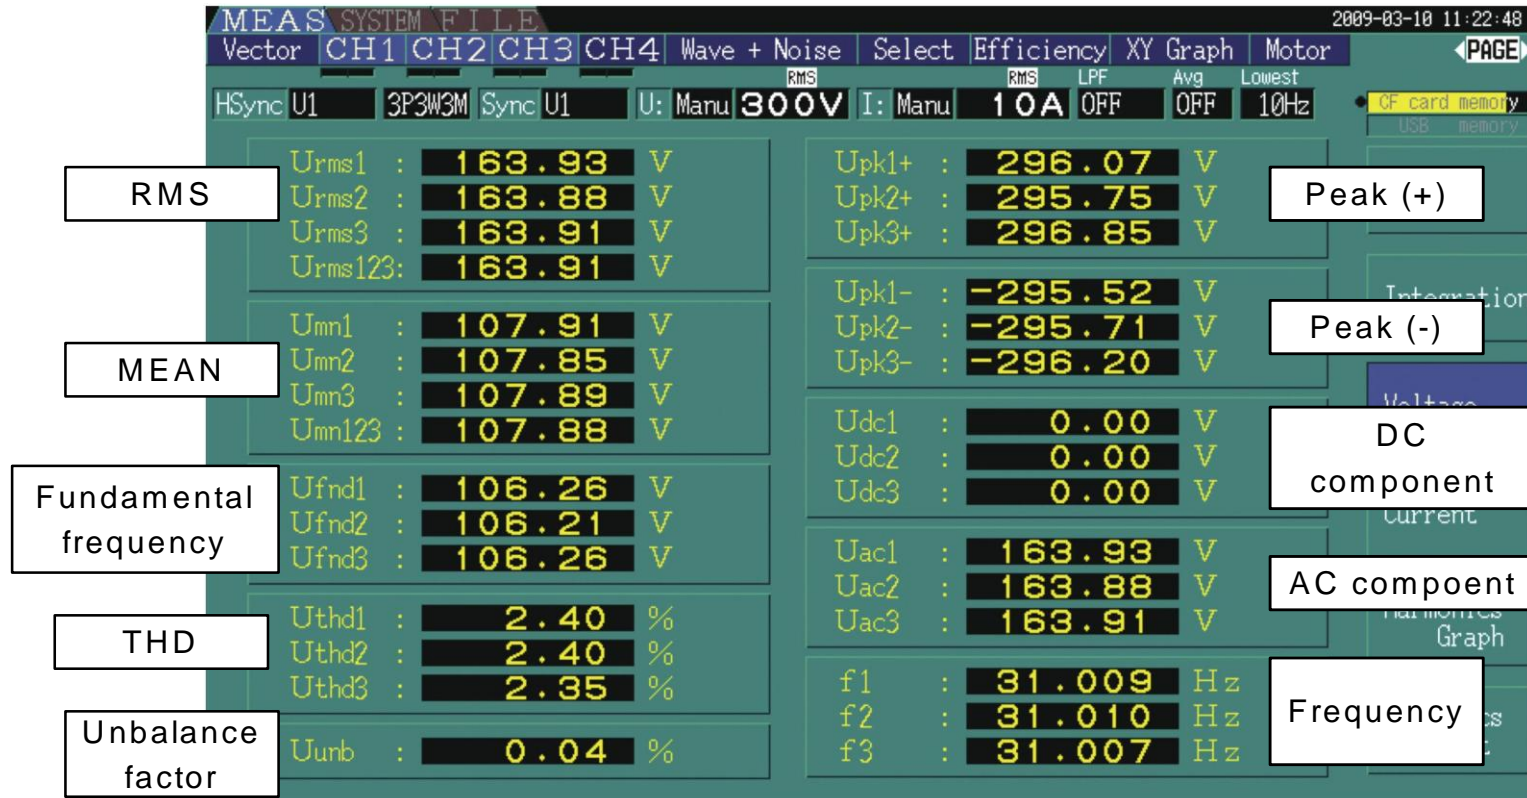 MEAS SYSTEM FILE 2009-03-10 11:22:48
Vector CH1 CH2 CH3 CH4 Wave + Noise Select Efficiency XY Graph Motor PAGE
RMS RMS LPF Avg Lowest
HSync U1 3P3W3M Sync U1 U: Manu 300V I: Manu 10A OFF OFF 10Hz
CF card memory
USB memory
RMS
Urms1 : 163.93 V
Urms2 : 163.88 V
Urms3 : 163.91 V
Urms123: 163.91 V
MEAN
Umn1 : 107.91 V
Umn2 : 107.85 V
Umn3 : 107.89 V
Umn123 : 107.88 V
Fundamental
frequency
Ufnd1 : 106.26 V
Ufnd2 : 106.21 V
Ufnd3 : 106.26 V
THD
Uthd1 : 2.40 %
Uthd2 : 2.40 %
Uthd3 : 2.35 %
Unbalance
factor
Uunb : 0.04 %
Upk1+ : 296.07 V
Upk2+ : 295.75 V
Upk3+ : 296.85 V
Peak (+)
Upk1- : -295.52 V
Upk2- : -295.71 V
Upk3- : -296.20 V
Integration
Peak (-)
Udc1 : 0.00 V
Udc2 : 0.00 V
Udc3 : 0.00 V
Voltage
DC
component
Current
Uac1 : 163.93 V
Uac2 : 163.88 V
Uac3 : 163.91 V
AC compoent
Harmonics
Graph
f1 : 31.009 Hz
f2 : 31.010 Hz
f3 : 31.007 Hz
Frequency